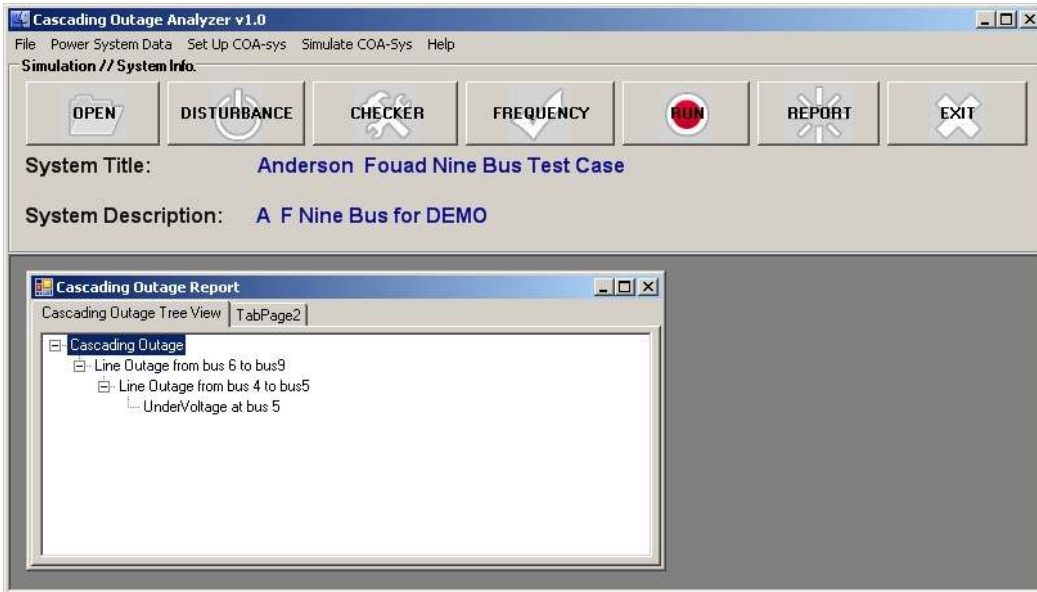 Cascading Outage Analyzer v1.0
File Power System Data Set Up COA-sys Simulate COA-Sys Help
Simulation // System Info.
OPEN DISTURBANCE CHECKER FREQUENCY RUN REPORT EXIT
System Title: Anderson Fouad Nine Bus Test Case
System Description: A F Nine Bus for DEMO
Cascading Outage Report
Cascading Outage Tree View TabPage2
Cascading Outage
Line Outage from bus 6 to bus9
Line Outage from bus 4 to bus5
UnderVoltage at bus 5